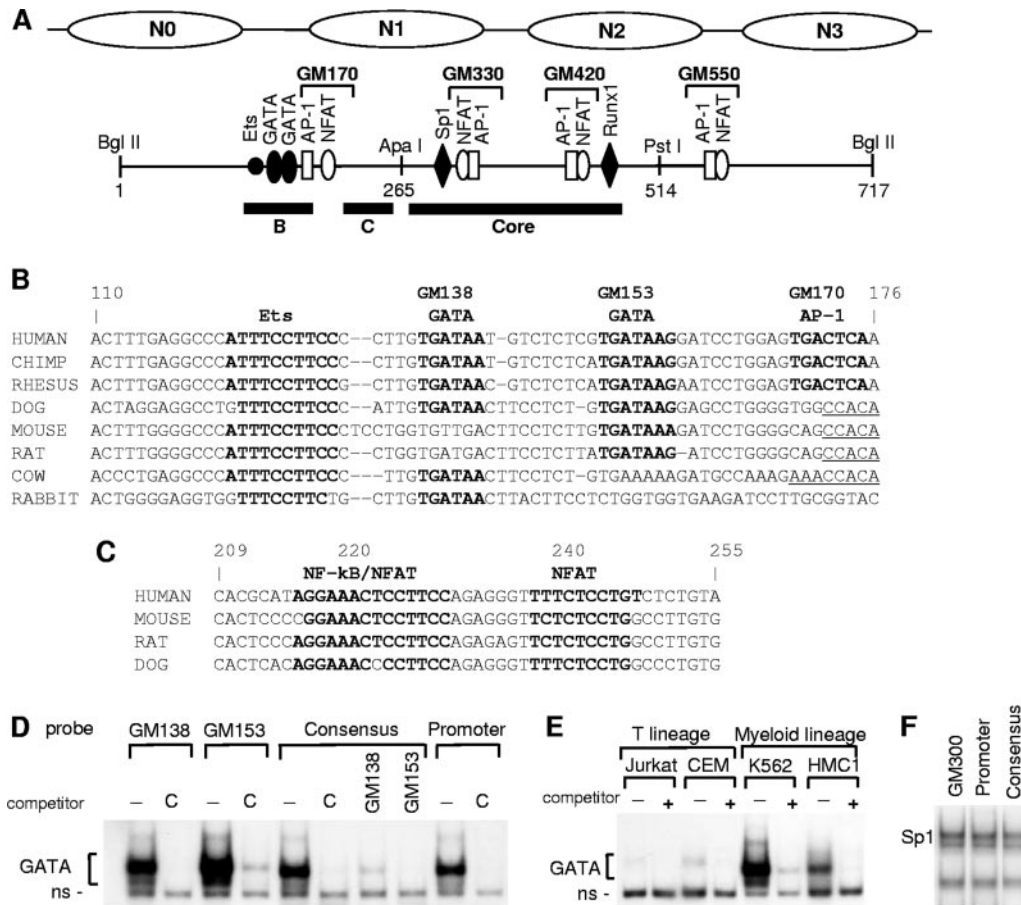 A
N0 N1 N2 N3
GM170 GM330 GM420 GM550
Ets GATA GATA AP-1 NFAT Sp1 NFAT AP-1 AP-1 NFAT Runx1 AP-1 NFAT
Bgl II Apa I Pst I Bgl II
1 265 514 717
B C Core
B
110 GM138 GM153 GM170 176
Ets GATA GATA AP-1
HUMAN ACTTTGAGGCCCATTTCCTTCCC--CTTGTGATAAT-GTCTCTCGTGATAAGGATCCTGGAGTGACTCAA
CHIMP ACTTTGAGGCCCATTTCCTTCCC--CTTGTGATAAT-GTCTCTCATGATAAGGATCCTGGAGTGACTCAA
RHESUS ACTTTGAGGCCCATTTCCTTCCC--CTTGTGATAAC-GTCTCTCATGATAAGAATCCTGGAGTGACTCAA
DOG ACTAGGAGGCCTGTTTCCTTCCC--ATTGTGATAACTTCCTCT-GTGATAAGGAGCCTGGGGTGGCCACA
MOUSE ACTTTGGGGCCCATTTCCTTCCCTCCTGGTGTTGACTTCCTCTTGTGATAAAGATCCTGGGGCAGCCACA
RAT ACTTTGGGGCCCATTTCCTTCCC--CTGGTGATGACTTCCTCTTATGATAAG-ATCCTGGGGCAGCCACA
COW ACCCTGAGGCCCATTTCCTTCCC---TTGTGATAACTTCCTCT-GTGAAAAAGATGCCAAAGAAACCACA
RABBIT ACTGGGGAGGTGGTTTCCTTCTG--CTTGTGATAACTTACTTCCTCTGGTGGTGAAGATCCTTGCGGTAC
C
209 220 240 255
NF-kB/NFAT NFAT
HUMAN CACGCATAGGAAACTCCTTCCAGAGGGTTTTCTCCTGTCTCTGTA
MOUSE CACTCCCCGGAAACTCCTTCCAGAGGGTTCTCTCCTGGCCTTGTG
RAT CACTCCCAGGAAACTCCTTCCAGAGAGTTCTCTCCTGGCCTTGTG
DOG CACTCACAGGAAACCCCTTCCAGAGGGTTTTCTCCTGGCCCTGTG
D
probe GM138 GM153 Consensus Promoter
GM138 GM153
competitor – C – C – C – C
GATA
ns -
E
T lineage Myeloid lineage
Jurkat CEM K562 HMC1
competitor – + – + – + – +
GATA
ns -
F
GM300 Promoter Consensus
Sp1